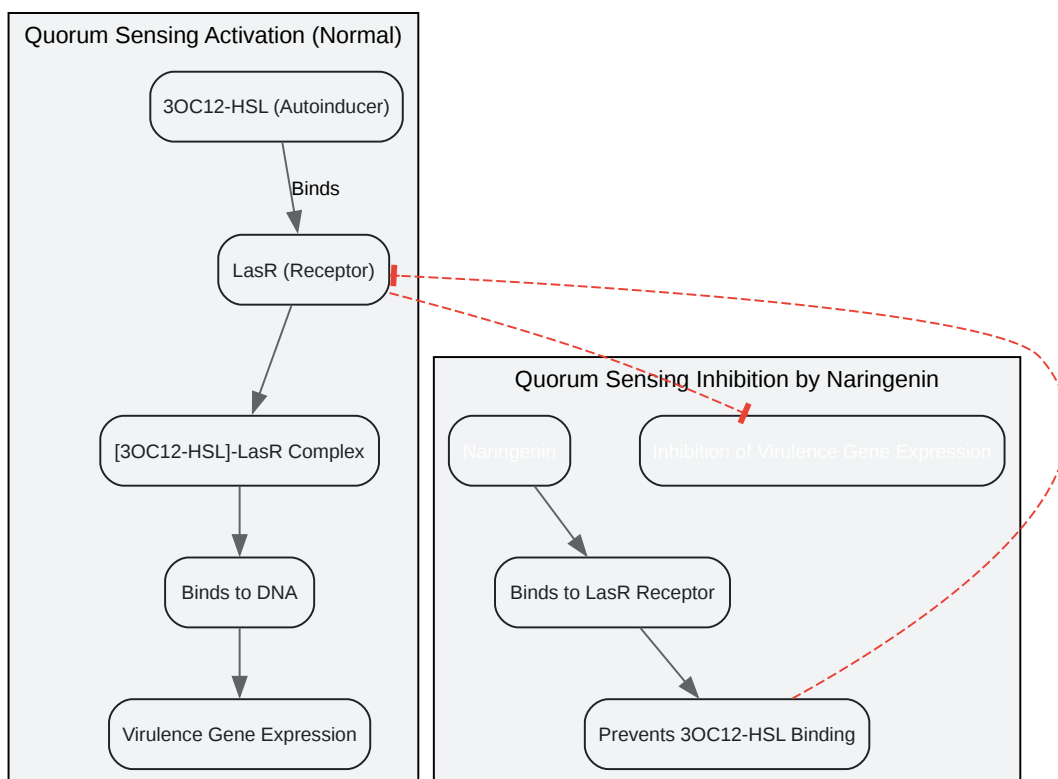 Quorum Sensing Activation (Normal)
3OC12-HSL (Autoinducer)
Binds
LasR (Receptor)
[3OC12-HSL]-LasR Complex
Binds to DNA
Virulence Gene Expression
Quorum Sensing Inhibition by Naringenin
Naringenin
Inhibition of Virulence Gene Expression
Binds to LasR Receptor
Prevents 3OC12-HSL Binding